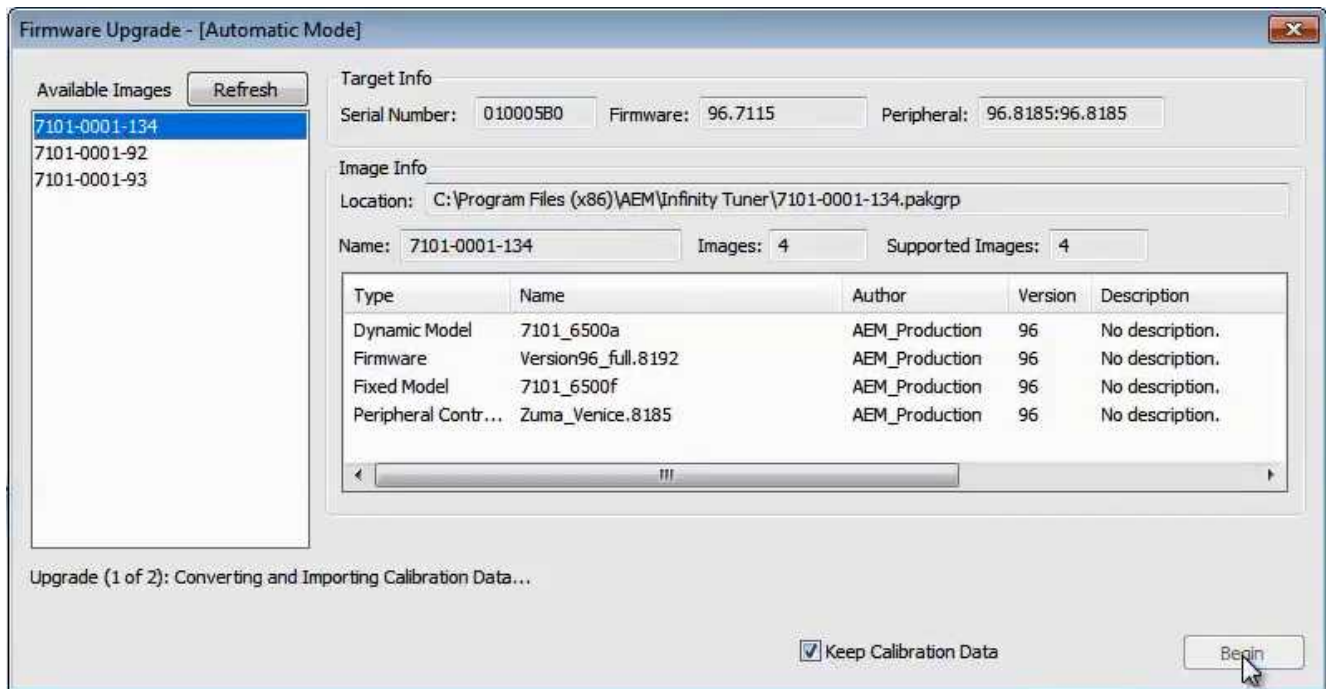 Firmware Upgrade - [Automatic Mode]
Available Images Refresh
7101-0001-134
7101-0001-92
7101-0001-93
Target Info
Serial Number: 010005B0 Firmware: 96.7115 Peripheral: 96.8185:96.8185
Image Info
Location: C:\Program Files (x86)\AEM\Infinity Tuner\7101-0001-134.pakgrp
Name: 7101-0001-134 Images: 4 Supported Images: 4
Type Name Author Version Description
Dynamic Model 7101_6500a AEM_Production 96 No description.
Firmware Version96_full.8192 AEM_Production 96 No description.
Fixed Model 7101_6500f AEM_Production 96 No description.
Peripheral Contr... Zuma_Venice.8185 AEM_Production 96 No description.
Upgrade (1 of 2): Converting and Importing Calibration Data...
Keep Calibration Data
Begin